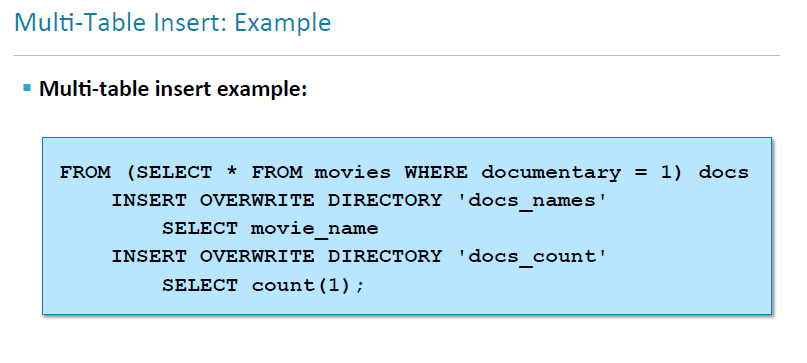 Multi-Table Insert: Example
▪ Multi-table insert example:
FROM (SELECT * FROM movies WHERE documentary = 1) docs
    INSERT OVERWRITE DIRECTORY 'docs_names'
        SELECT movie_name
    INSERT OVERWRITE DIRECTORY 'docs_count'
        SELECT count(1);